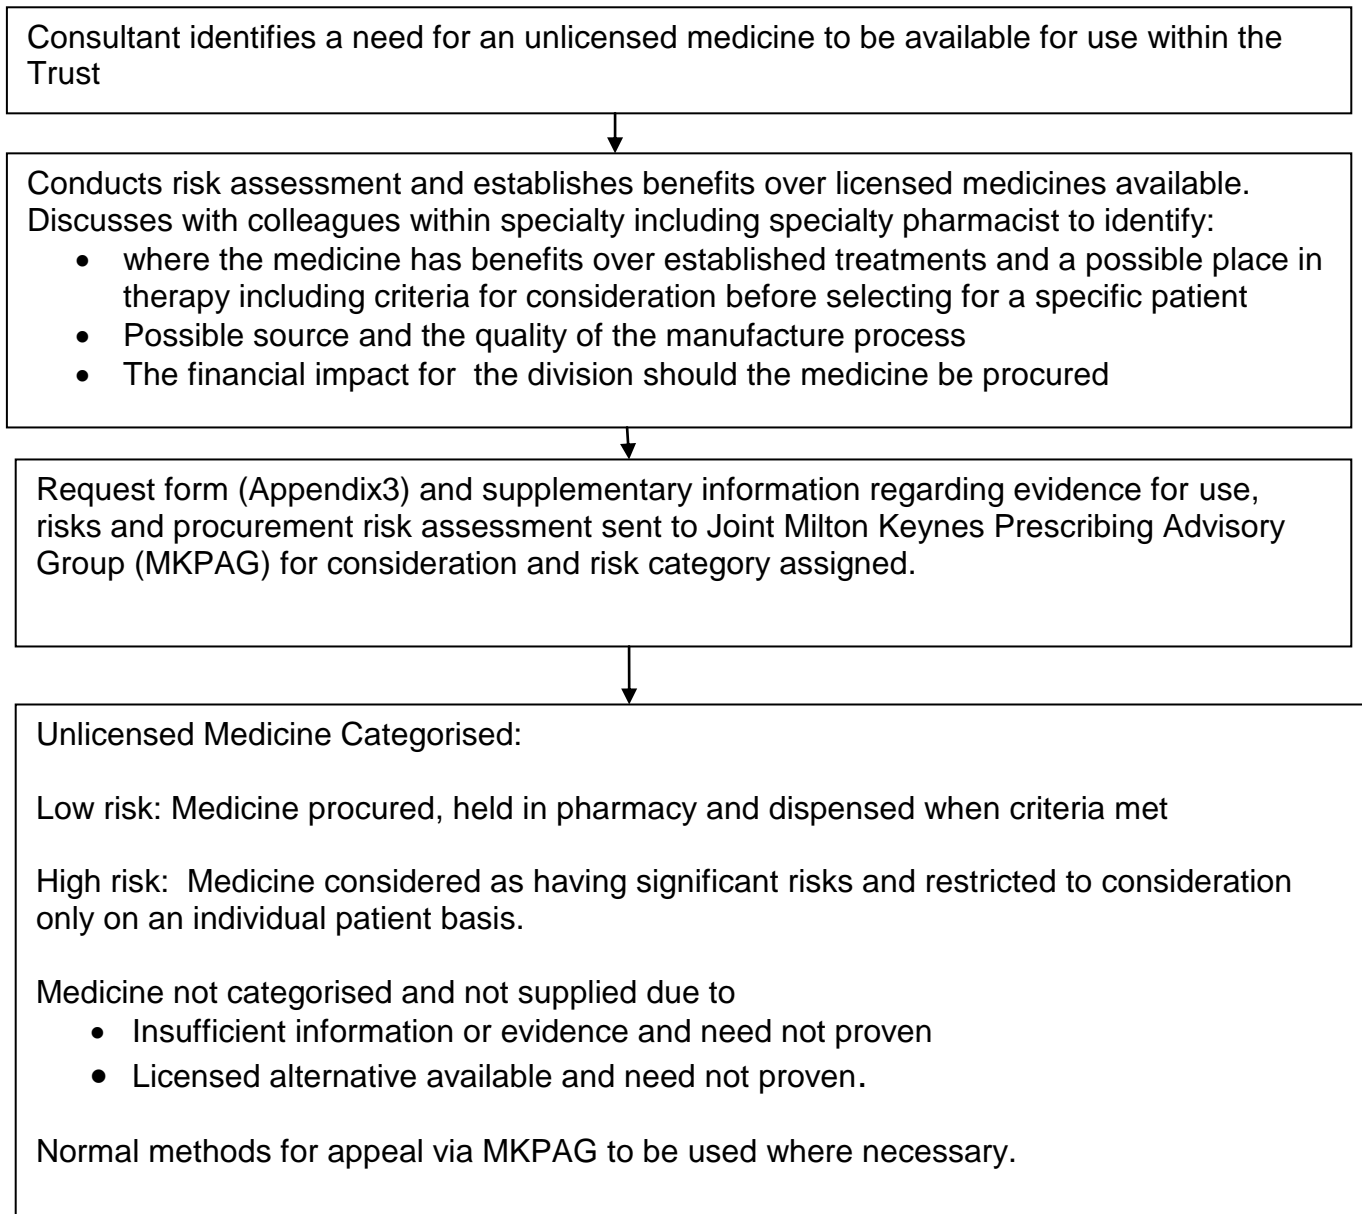 Consultant identifies a need for an unlicensed medicine to be available for use within the
Trust
Conducts risk assessment and establishes benefits over licensed medicines available.
Discusses with colleagues within specialty including specialty pharmacist to identify:
• where the medicine has benefits over established treatments and a possible place in
therapy including criteria for consideration before selecting for a specific patient
• Possible source and the quality of the manufacture process
• The financial impact for the division should the medicine be procured
Request form (Appendix3) and supplementary information regarding evidence for use,
risks and procurement risk assessment sent to Joint Milton Keynes Prescribing Advisory
Group (MKPAG) for consideration and risk category assigned.
Unlicensed Medicine Categorised:
Low risk: Medicine procured, held in pharmacy and dispensed when criteria met
High risk: Medicine considered as having significant risks and restricted to consideration
only on an individual patient basis.
Medicine not categorised and not supplied due to
• Insufficient information or evidence and need not proven
• Licensed alternative available and need not proven.
Normal methods for appeal via MKPAG to be used where necessary.